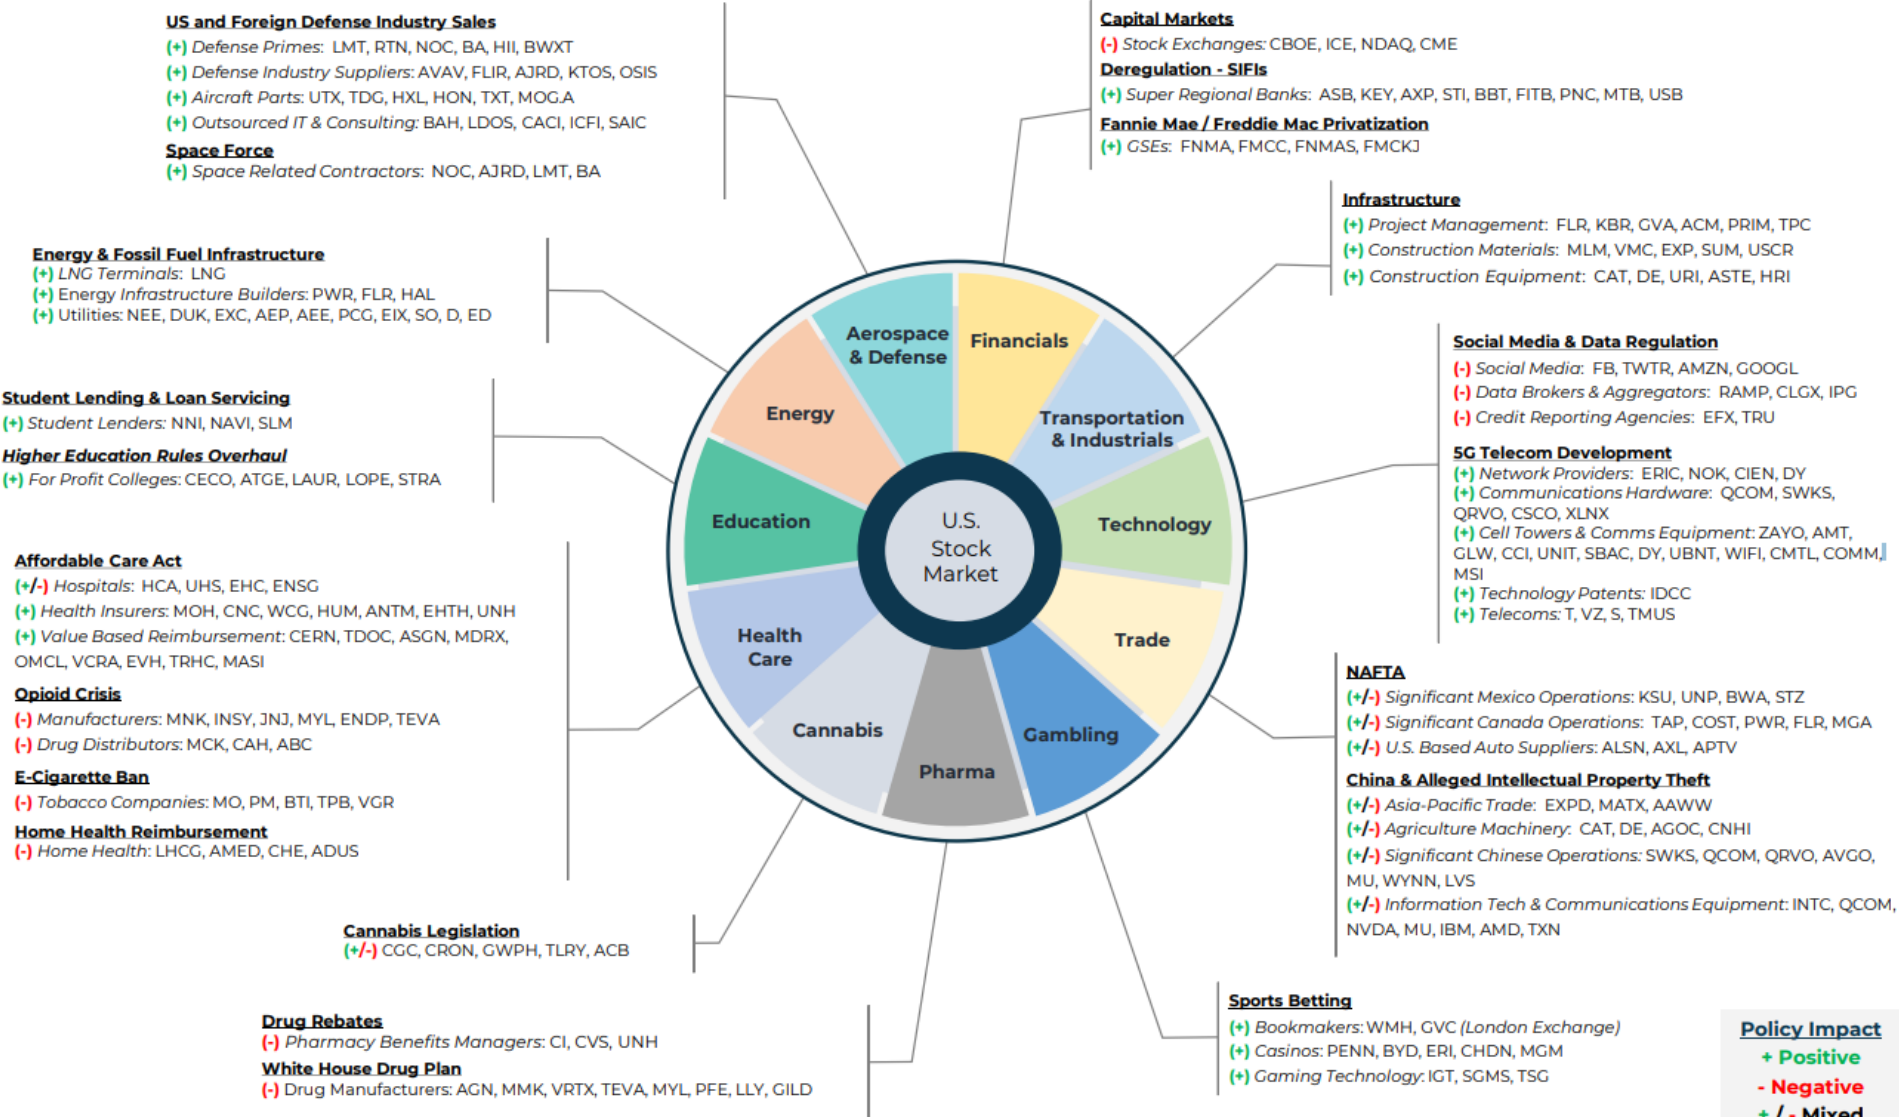 US and Foreign Defense Industry Sales
(+) Defense Primes: LMT, RTN, NOC, BA, HII, BWXT
(+) Defense Industry Suppliers: AVAV, FLIR, AJRD, KTOS, OSIS
(+) Aircraft Parts: UTX, TDG, HXL, HON, TXT, MOG.A
(+) Outsourced IT & Consulting: BAH, LDOS, CACI, ICFI, SAIC
Space Force
(+) Space Related Contractors: NOC, AJRD, LMT, BA
Capital Markets
(-) Stock Exchanges: CBOE, ICE, NDAQ, CME
Deregulation - SIFIs
(+) Super Regional Banks: ASB, KEY, AXP, STI, BBT, FITB, PNC, MTB, USB
Fannie Mae / Freddie Mac Privatization
(+) GSEs: FNMA, FMCC, FNMAS, FMCKJ
Infrastructure
(+) Project Management: FLR, KBR, GVA, ACM, PRIM, TPC
(+) Construction Materials: MLM, VMC, EXP, SUM, USCR
(+) Construction Equipment: CAT, DE, URI, ASTE, HRI
Energy & Fossil Fuel Infrastructure
(+) LNG Terminals: LNG
(+) Energy Infrastructure Builders: PWR, FLR, HAL
(+) Utilities: NEE, DUK, EXC, AEP, AEE, PCG, EIX, SO, D, ED
Social Media & Data Regulation
(-) Social Media: FB, TWTR, AMZN, GOOGL
(-) Data Brokers & Aggregators: RAMP, CLGX, IPG
(-) Credit Reporting Agencies: EFX, TRU
5G Telecom Development
(+) Network Providers: ERIC, NOK, CIEN, DY
(+) Communications Hardware: QCOM, SWKS,
QRVO, CSCO, XLNX
(+) Cell Towers & Comms Equipment: ZAYO, AMT,
GLW, CCI, UNIT, SBAC, DY, UBNT, WIFI, CMTL, COMM,
MSI
(+) Technology Patents: IDCC
(+) Telecoms: T, VZ, S, TMUS
Student Lending & Loan Servicing
(+) Student Lenders: NNI, NAVI, SLM
Higher Education Rules Overhaul
(+) For Profit Colleges: CECO, ATGE, LAUR, LOPE, STRA
Aerospace
& Defense
Financials
Transportation
& Industrials
Technology
Trade
Gambling
Pharma
Cannabis
Health
Care
Education
Energy
U.S.
Stock
Market
Affordable Care Act
(+/-) Hospitals: HCA, UHS, EHC, ENSG
(+) Health Insurers: MOH, CNC, WCG, HUM, ANTM, EHTH, UNH
(+) Value Based Reimbursement: CERN, TDOC, ASGN, MDRX,
OMCL, VCRA, EVH, TRHC, MASI
Opioid Crisis
(-) Manufacturers: MNK, INSY, JNJ, MYL, ENDP, TEVA
(-) Drug Distributors: MCK, CAH, ABC
E-Cigarette Ban
(-) Tobacco Companies: MO, PM, BTI, TPB, VGR
Home Health Reimbursement
(-) Home Health: LHCG, AMED, CHE, ADUS
NAFTA
(+/-) Significant Mexico Operations: KSU, UNP, BWA, STZ
(+/-) Significant Canada Operations: TAP, COST, PWR, FLR, MGA
(+/-) U.S. Based Auto Suppliers: ALSN, AXL, APTV
China & Alleged Intellectual Property Theft
(+/-) Asia-Pacific Trade: EXPD, MATX, AAWW
(+/-) Agriculture Machinery: CAT, DE, AGOC, CNHI
(+/-) Significant Chinese Operations: SWKS, QCOM, QRVO, AVGO,
MU, WYNN, LVS
(+/-) Information Tech & Communications Equipment: INTC, QCOM,
NVDA, MU, IBM, AMD, TXN
Cannabis Legislation
(+/-) CGC, CRON, GWPH, TLRY, ACB
Drug Rebates
(-) Pharmacy Benefits Managers: CI, CVS, UNH
White House Drug Plan
(-) Drug Manufacturers: AGN, MMK, VRTX, TEVA, MYL, PFE, LLY, GILD
Sports Betting
(+) Bookmakers: WMH, GVC (London Exchange)
(+) Casinos: PENN, BYD, ERI, CHDN, MGM
(+) Gaming Technology: IGT, SGMS, TSG
Policy Impact
+ Positive
- Negative
+ / - Mixed